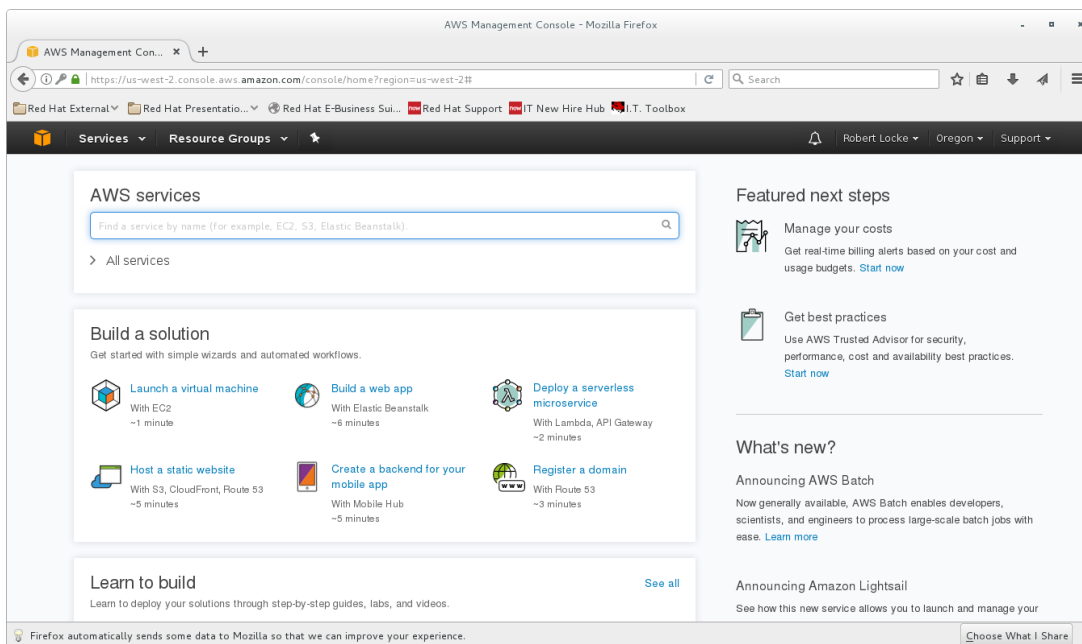 AWS Management Console - Mozilla Firefox
AWS Management Con...
https://us-west-2.console.aws.amazon.com/console/home?region=us-west-2#
Search
Red Hat External
Red Hat Presentatio...
Red Hat E-Business Sui...
Red Hat Support
IT New Hire Hub
I.T. Toolbox
Services
Resource Groups
Robert Locke
Oregon
Support
AWS services
Find a service by name (for example, EC2, S3, Elastic Beanstalk).
All services
Build a solution
Get started with simple wizards and automated workflows.
Launch a virtual machine
With EC2
~1 minute
Build a web app
With Elastic Beanstalk
~6 minutes
Deploy a serverless
microservice
With Lambda, API Gateway
~2 minutes
Host a static website
With S3, CloudFront, Route 53
~5 minutes
Create a backend for your
mobile app
With Mobile Hub
~5 minutes
Register a domain
With Route 53
~3 minutes
Learn to build
See all
Learn to deploy your solutions through step-by-step guides, labs, and videos.
Featured next steps
Manage your costs
Get real-time billing alerts based on your cost and
usage budgets. Start now
Get best practices
Use AWS Trusted Advisor for security,
performance, cost and availability best practices.
Start now
What's new?
Announcing AWS Batch
Now generally available, AWS Batch enables developers,
scientists, and engineers to process large-scale batch jobs with
ease. Learn more
Announcing Amazon Lightsail
See how this new service allows you to launch and manage your
Firefox automatically sends some data to Mozilla so that we can improve your experience.
Choose What I Share